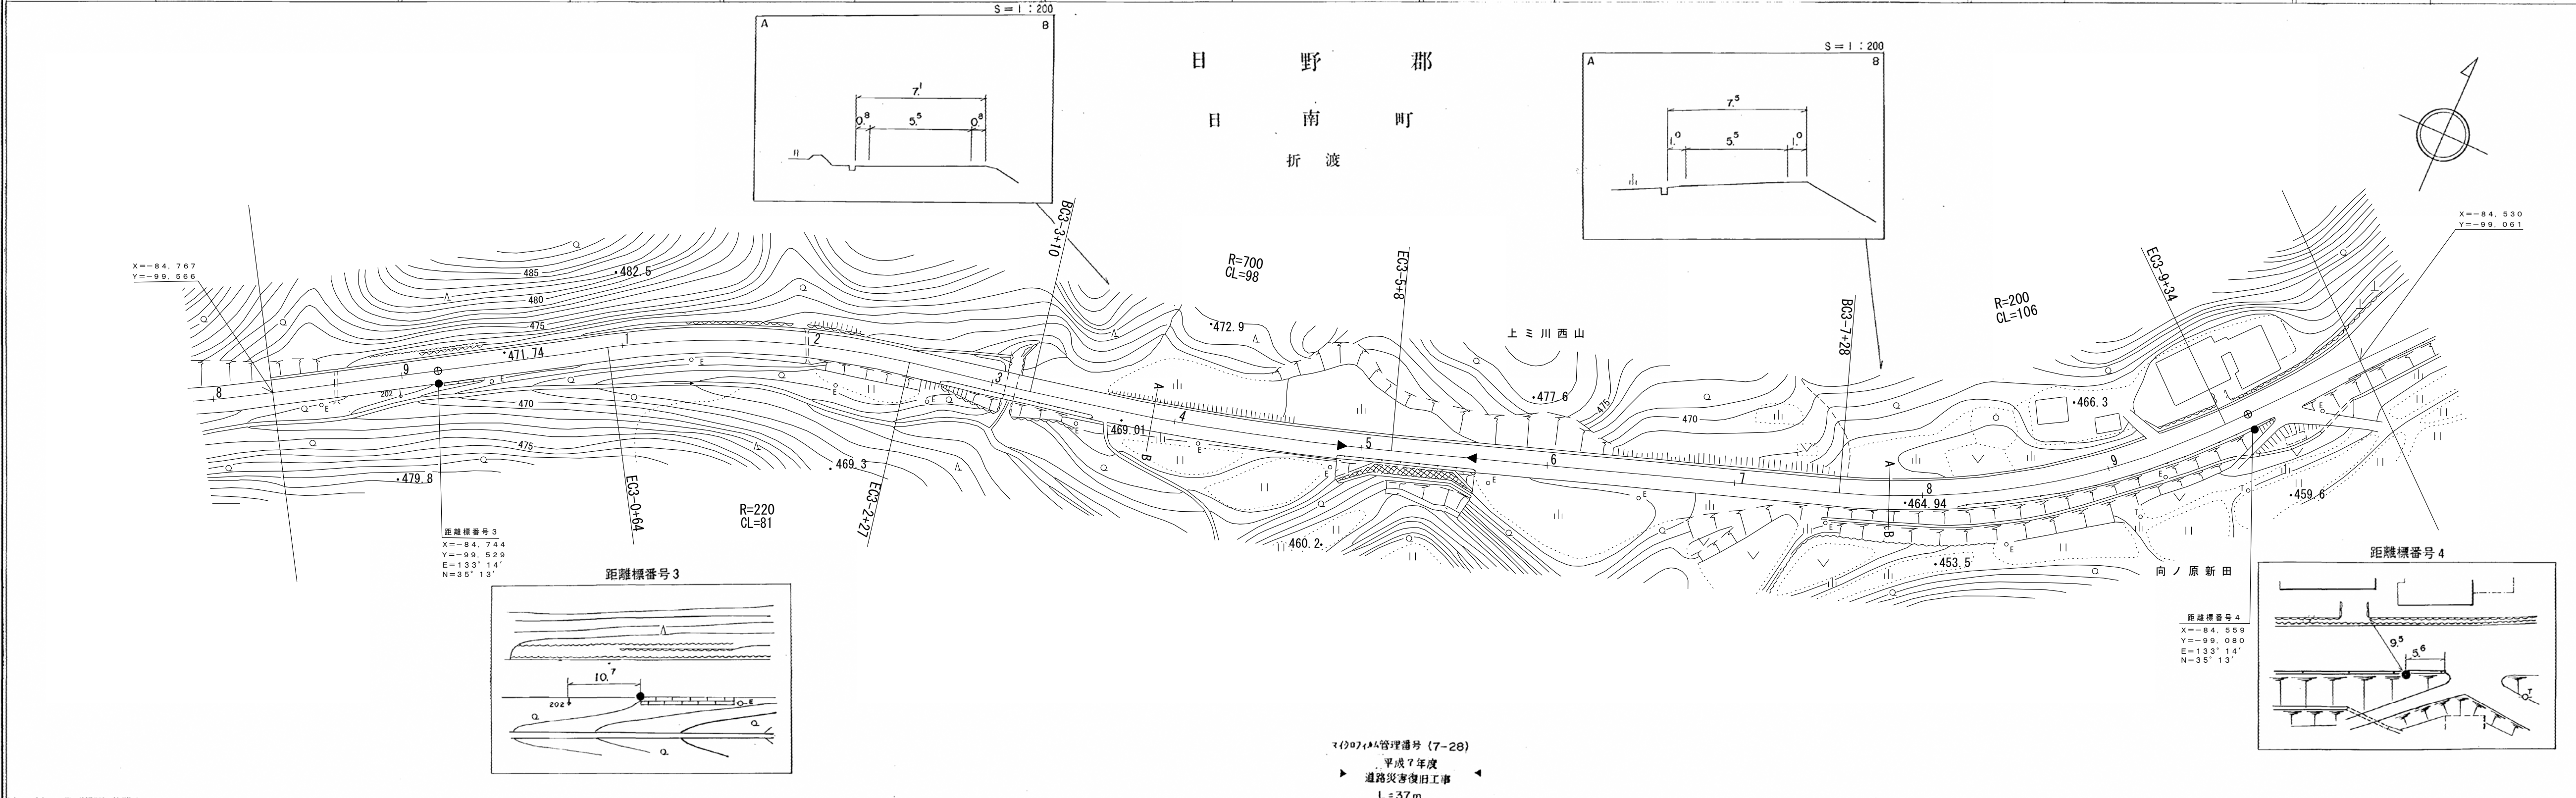 S=1:200
A
B
7.1
0.8
5.5
0.8
日野郡
日南町
折渡
S=1:200
A
B
7.5
1.0
5.5
1.0
X=-84, 767
Y=-99, 566
X=-84, 530
Y=-99, 061
BC3-3+10
R=700
CL=98
EC3-5+8
BC3-7+28
R=200
CL=106
EC3-9+34
上ミ川西山
485
482.5
480
475
471.74
472.9
477.6
475
470
466.3
8
9
1
2
3
4
5
6
7
8
9
A
B
A
B
202
470
475
479.8
469.3
469.01
460.2
464.94
453.5
459.6
EC3-0+64
R=220
CL=81
EC3-2+27
向ノ原新田
距離標番号3
X=-84, 744
Y=-99, 529
E=133° 14′
N=35° 13′
距離標番号3
10.7
202
E
距離標番号4
X=-84, 559
Y=-99, 080
E=133° 14′
N=35° 13′
距離標番号4
9.5
5.6
マイクロフィルム管理番号 (7-28)
平成7年度
道路災害復旧工事
L=37m